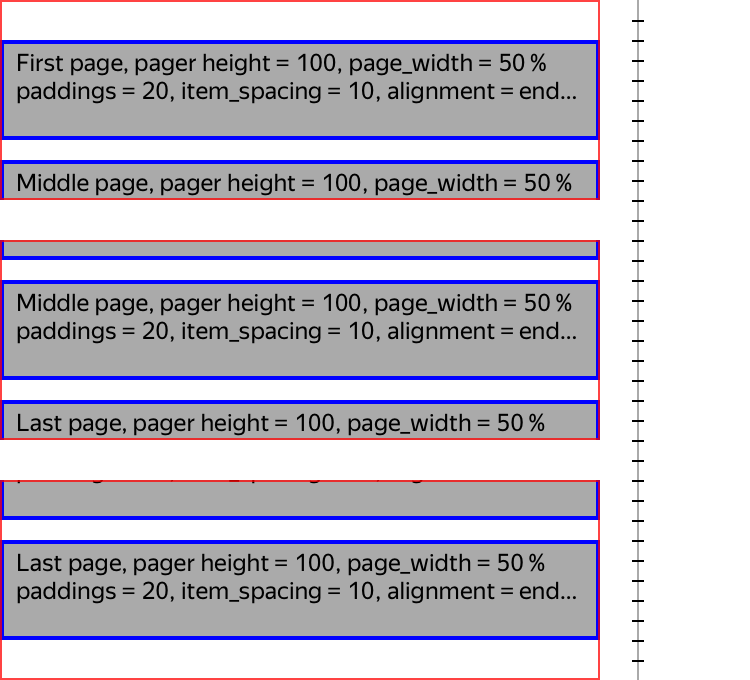 First page, pager height = 100, page_width = 50 %
paddings = 20, item_spacing = 10, alignment = end...
Middle page, pager height = 100, page_width = 50 %
Middle page, pager height = 100, page_width = 50 %
paddings = 20, item_spacing = 10, alignment = end...
Last page, pager height = 100, page_width = 50 %
Last page, pager height = 100, page_width = 50 %
paddings = 20, item_spacing = 10, alignment = end...